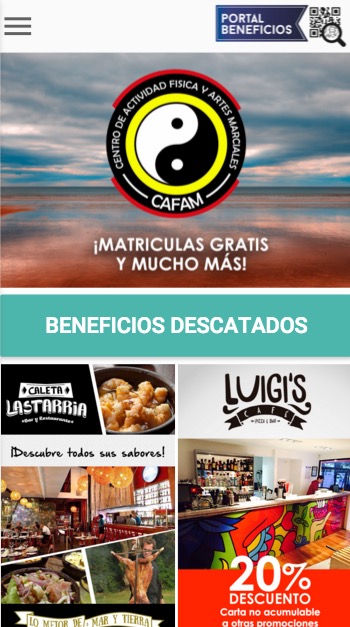 PORTAL
BENEFICIOS
CENTRO DE ACTIVIDAD FISICA Y ARTES MARCIALES
CAFAM
¡MATRICULAS GRATIS
Y MUCHO MÁS!
BENEFICIOS DESCATADOS
CALETA
LASTARRIA
Bar y Restaurante
¡Descubre todos sus sabores!
LO MEJOR DE MAR Y TIERRA
LUIGI'S
CAFÉ
PIZZA & BAR
20%
DESCUENTO
Carta no acumulable
a otras promociones